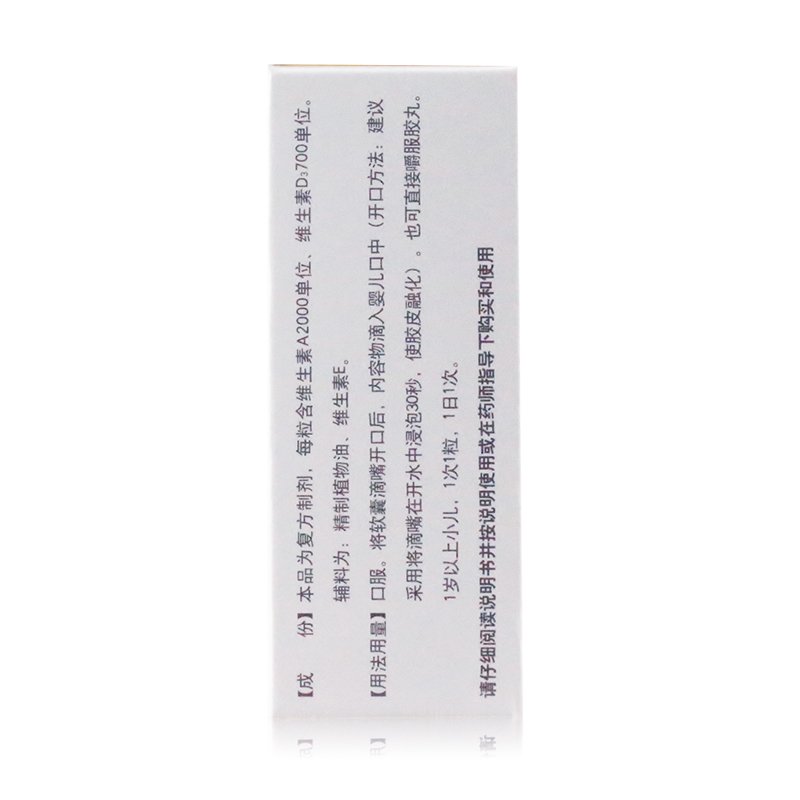 【成　　份】本品为复方制剂，每粒含维生素A2000单位、维生素D₃700单位。
辅料为：精制植物油、维生素E。
【用法用量】口服。将软囊滴嘴开口后，内容物滴入婴儿口中（开口方法：建议
采用将滴嘴在开水中浸泡30秒，使胶皮融化）。也可直接嚼服胶丸。
1岁以上小儿，1次1粒，1日1次。
请仔细阅读说明书并按说明使用或在药师指导下购买和使用